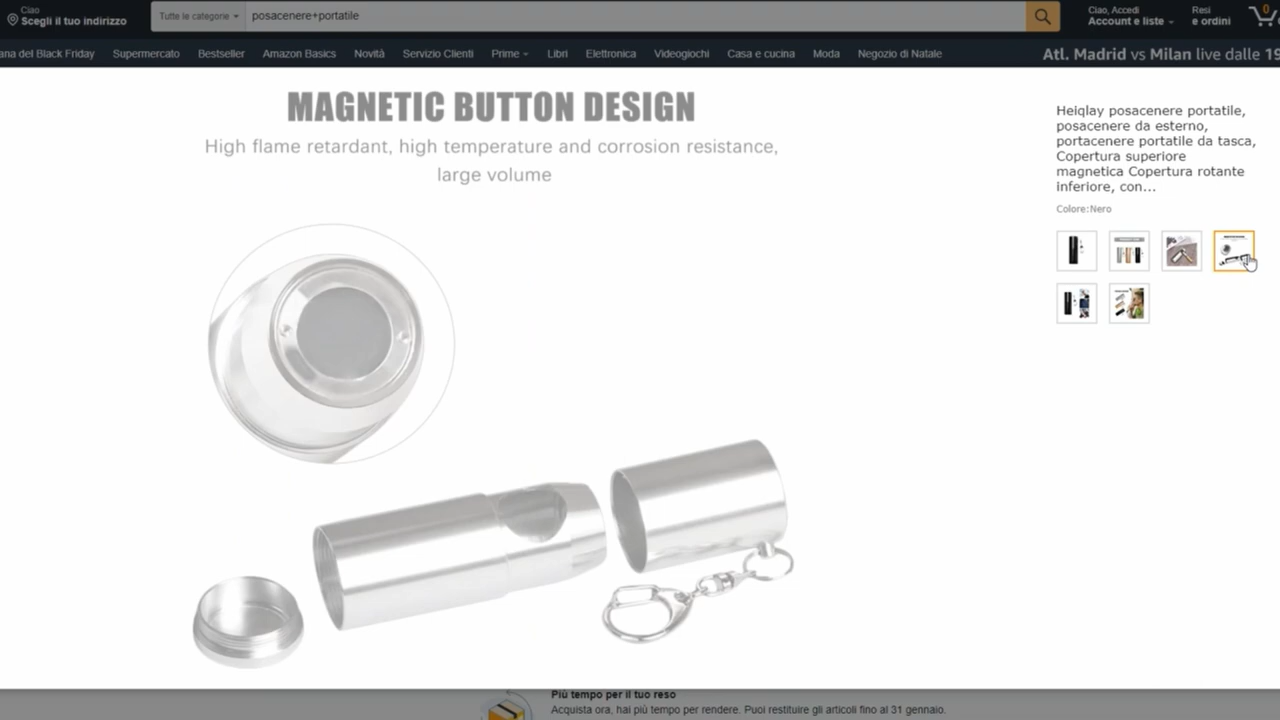 Ciao
Scegli il tuo indirizzo
Tutte le categorie
posacenere+portatile
Ciao, Accedi
Account e liste
Resi
e ordini
0
ana del Black Friday
Supermercato
Bestseller
Amazon Basics
Novità
Servizio Clienti
Prime
Libri
Elettronica
Videogiochi
Casa e cucina
Moda
Negozio di Natale
Atl. Madrid vs Milan live dalle 19
MAGNETIC BUTTON DESIGN
High flame retardant, high temperature and corrosion resistance,
large volume
Heiqlay posacenere portatile,
posacenere da esterno,
portacenere portatile da tasca,
Copertura superiore
magnetica Copertura rotante
inferiore, con...
Colore:Nero
Più tempo per il tuo reso
Acquista ora, hai più tempo per rendere. Puoi restituire gli articoli fino al 31 gennaio.